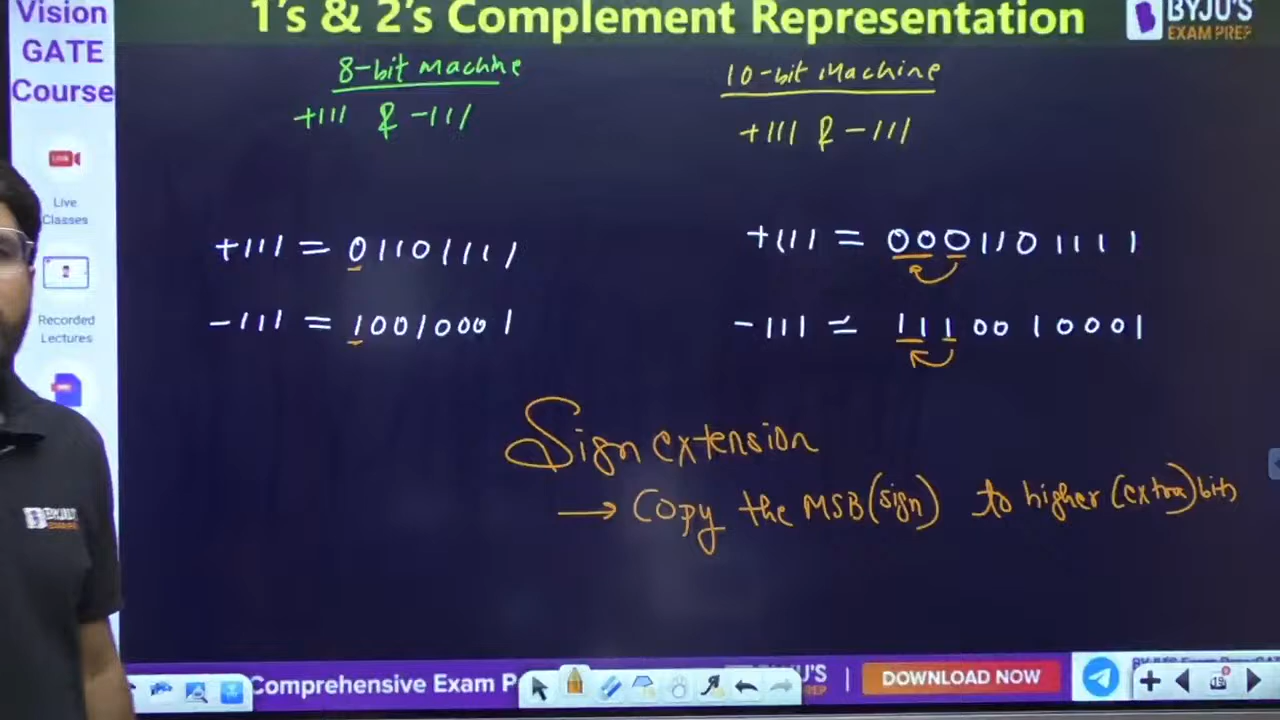 Vision
GATE
Course
Live
Classes
Recorded
Lectures
1's & 2's Complement Representation
BYJU'S
EXAM PREP
8-bit Machine
+111 & -111
10-bit Machine
+111 & -111
+111 = 01101111
-111 = 10010001
+111 = 0001101111
-111 = 1110010001
Sign extension
→ Copy the MSB(sign) to higher (extra) bits
BYJU'S
Comprehensive Exam P
DOWNLOAD NOW